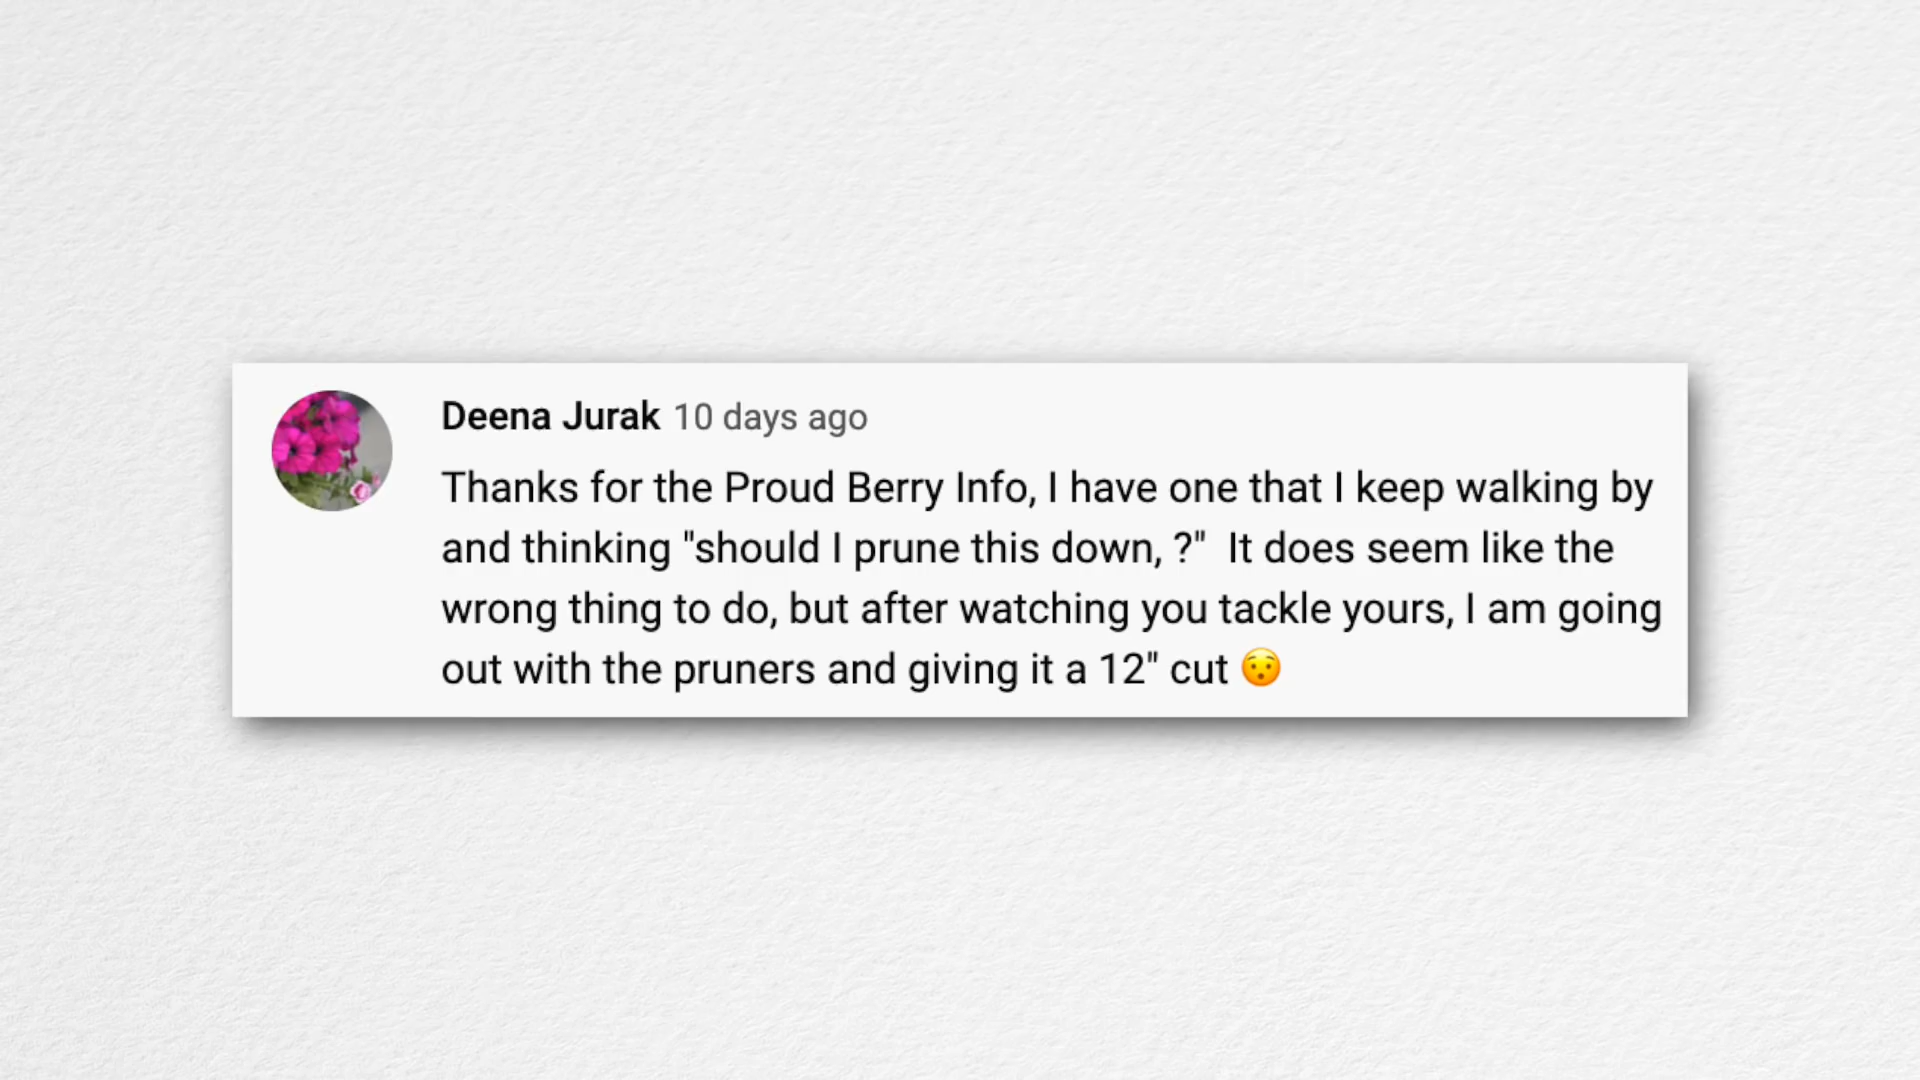 Deena Jurak 10 days ago
Thanks for the Proud Berry Info, I have one that I keep walking by
and thinking "should I prune this down, ?"  It does seem like the
wrong thing to do, but after watching you tackle yours, I am going
out with the pruners and giving it a 12" cut 😯